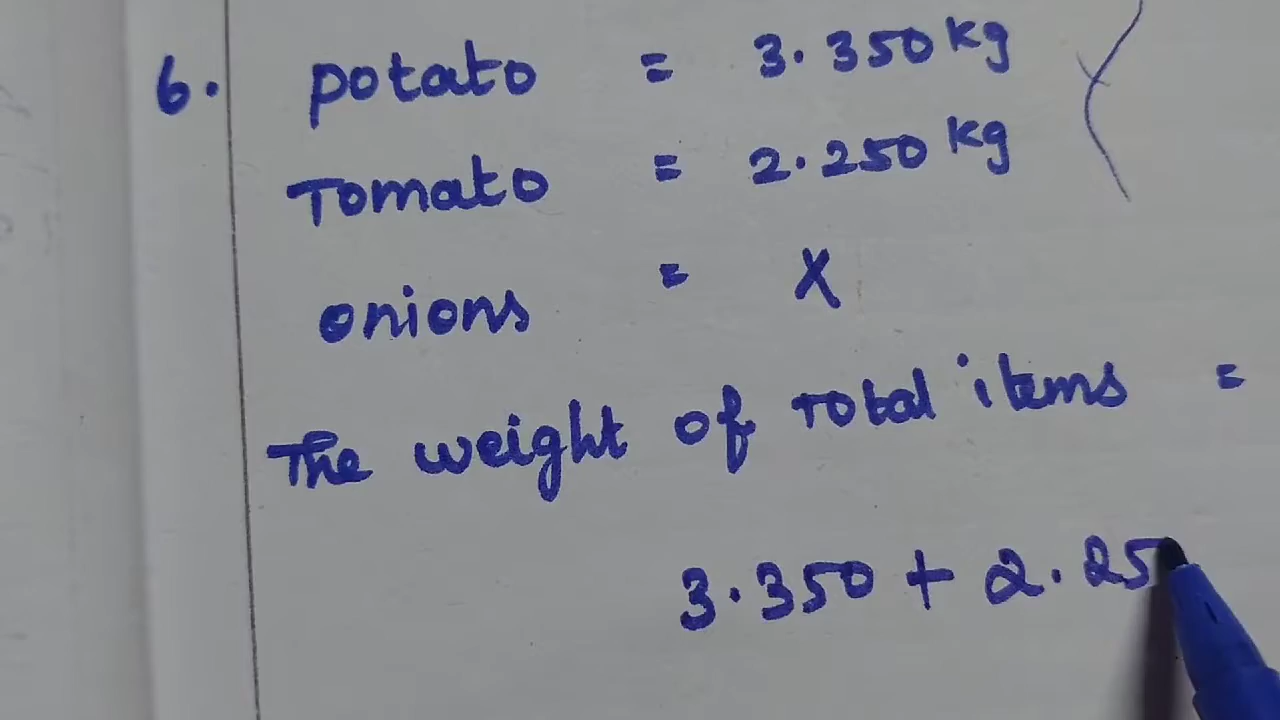 6. potato = 3.350 kg
Tomato = 2.250 kg
onions = X
The weight of Total items =
3.350 + 2.25